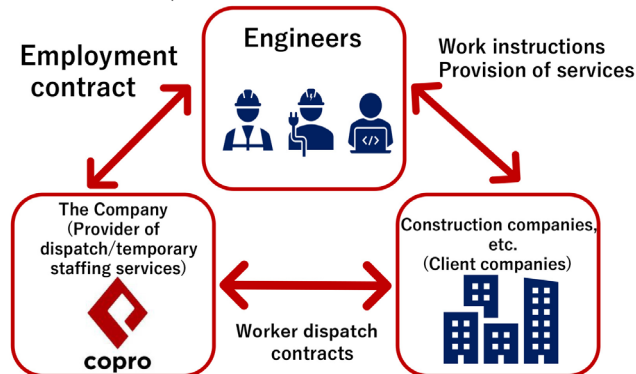 Engineers
Employment
contract
Work instructions
Provision of services
</>
The Company
(Provider of
dispatch/temporary
staffing services)
copro
Construction companies,
etc.
(Client companies)
Worker dispatch
contracts